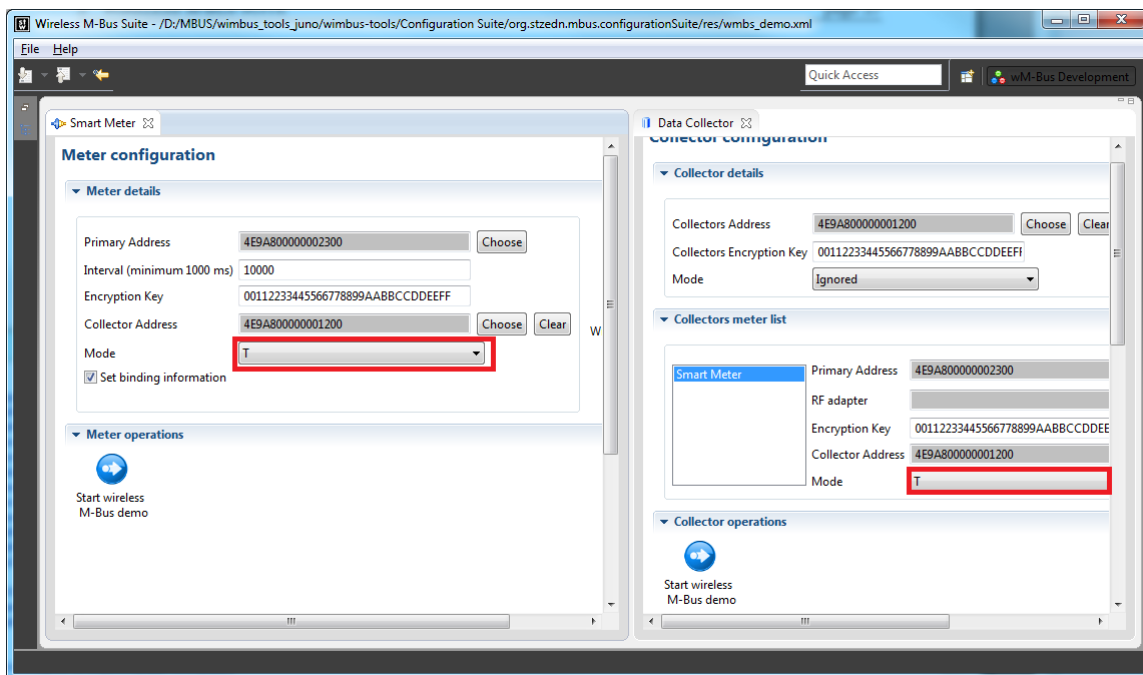 Wireless M-Bus Suite - /D:/MBUS/wimbus_tools_juno/wimbus-tools/Configuration Suite/org.stzedn.mbus.configurationSuite/res/wmbs_demo.xml
File Help
Quick Access
wM-Bus Development
Smart Meter
Meter configuration
Meter details
Primary Address 4E9A800000002300 Choose
Interval (minimum 1000 ms) 10000
Encryption Key 00112233445566778899AABBCCDDEEFF
Collector Address 4E9A800000001200 Choose Clear
W
Mode T
Set binding information
Meter operations
Start wireless
M-Bus demo
Data Collector
Collector configuration
Collector details
Collectors Address 4E9A800000001200 Choose Clear
Collectors Encryption Key 00112233445566778899AABBCCDDEEFF
Mode Ignored
Collectors meter list
Smart Meter
Primary Address 4E9A800000002300
RF adapter
Encryption Key 00112233445566778899AABBCCDDEE
Collector Address 4E9A800000001200
Mode T
Collector operations
Start wireless
M-Bus demo